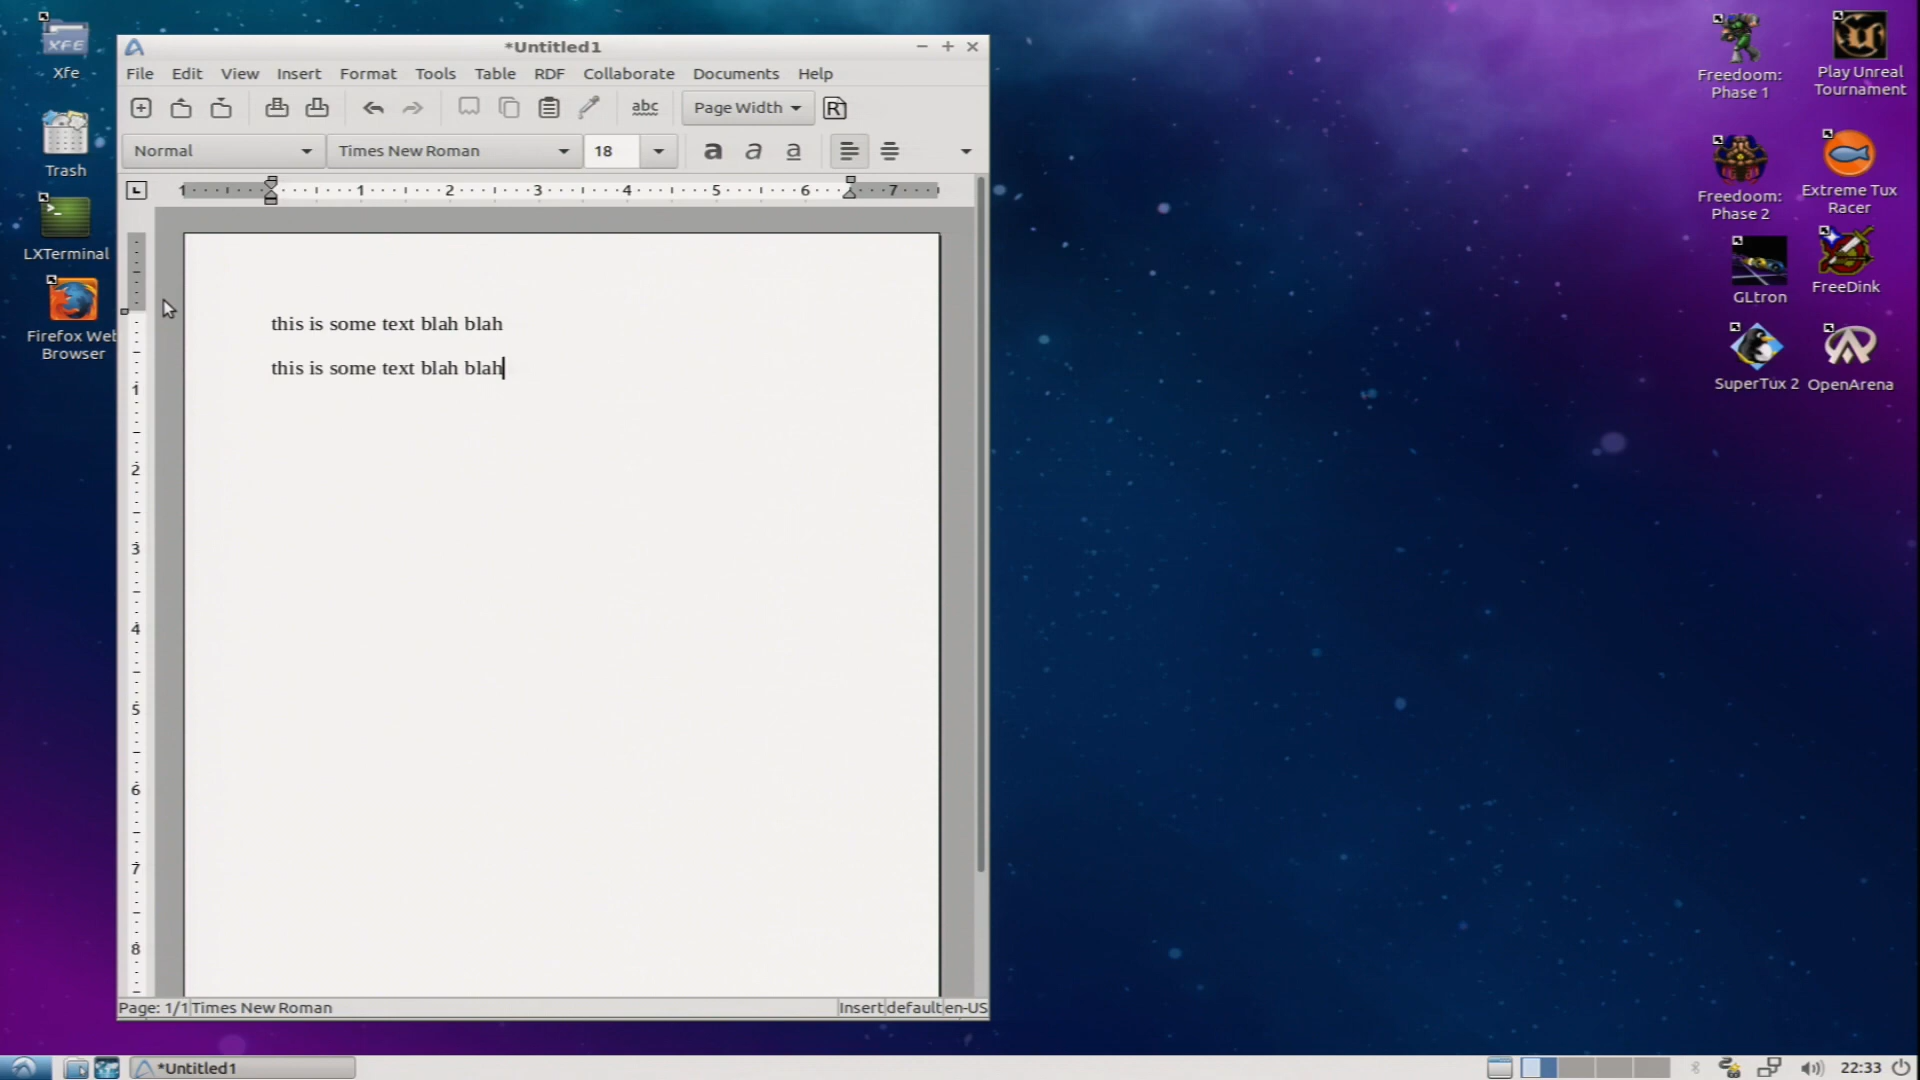 *Untitled1
File Edit View Insert Format Tools Table RDF Collaborate Documents Help
abc Page Width R
Normal Times New Roman 18 a a a
1 1 2 3 4 5 6 7
this is some text blah blah
this is some text blah blah
1
2
3
4
5
6
7
8
Page: 1/1 Times New Roman Insert default en-US
XFE
Xfe
Trash
>_
LXTerminal
Firefox Web
Browser
Freedoom:
Phase 1
Play Unreal
Tournament
Freedoom:
Phase 2
Extreme Tux
Racer
GLtron
FreeDink
SuperTux 2
OpenArena
*Untitled1
22:33